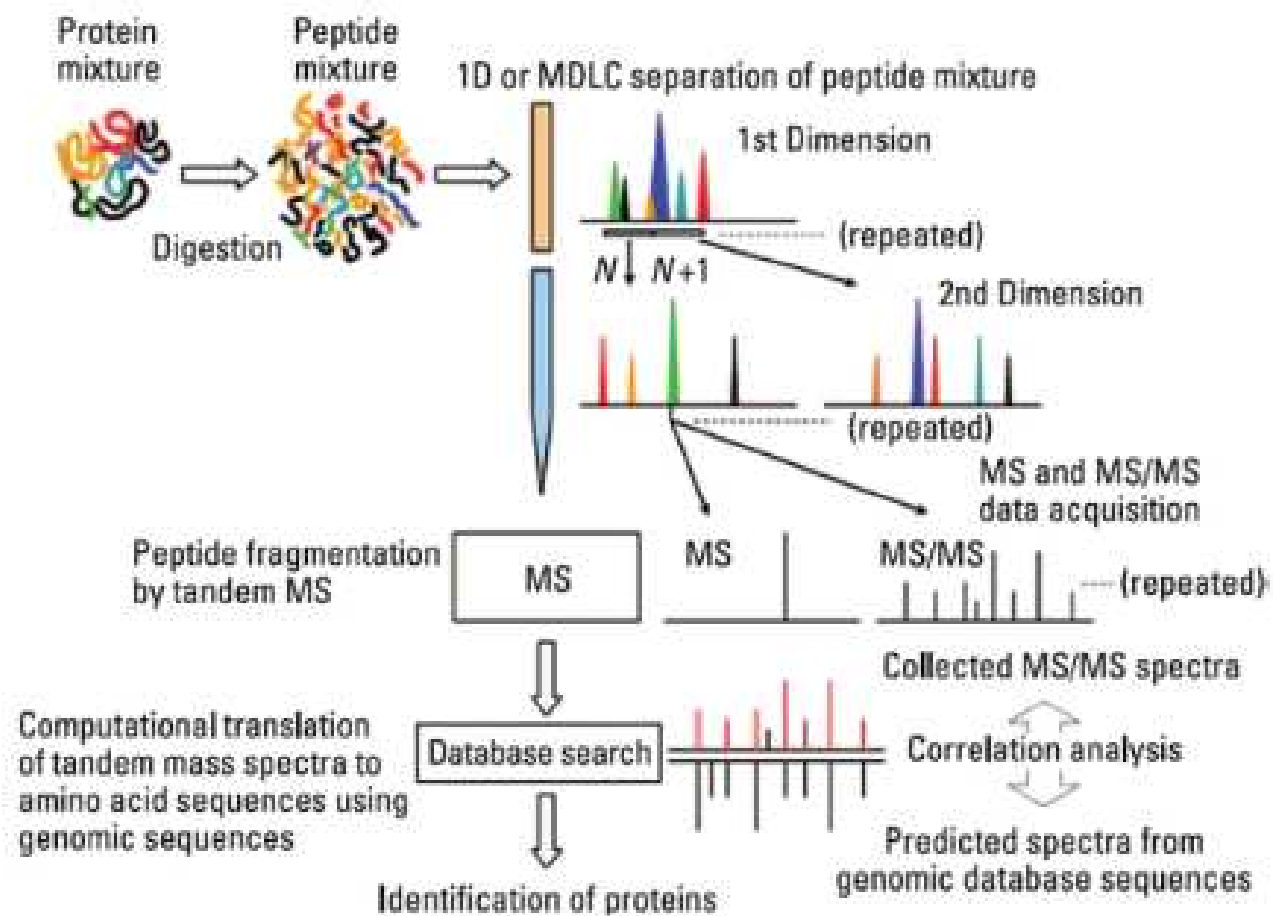 Protein
mixture
Peptide
mixture
1D or MDLC separation of peptide mixture
1st Dimension
Digestion
(repeated)
N N+1
2nd Dimension
(repeated)
MS and MS/MS
data acquisition
Peptide fragmentation
by tandem MS
MS
MS
MS/MS
(repeated)
Collected MS/MS spectra
Computational translation
of tandem mass spectra to
amino acid sequences using
genomic sequences
Database search
Correlation analysis
Predicted spectra from
genomic database sequences
Identification of proteins